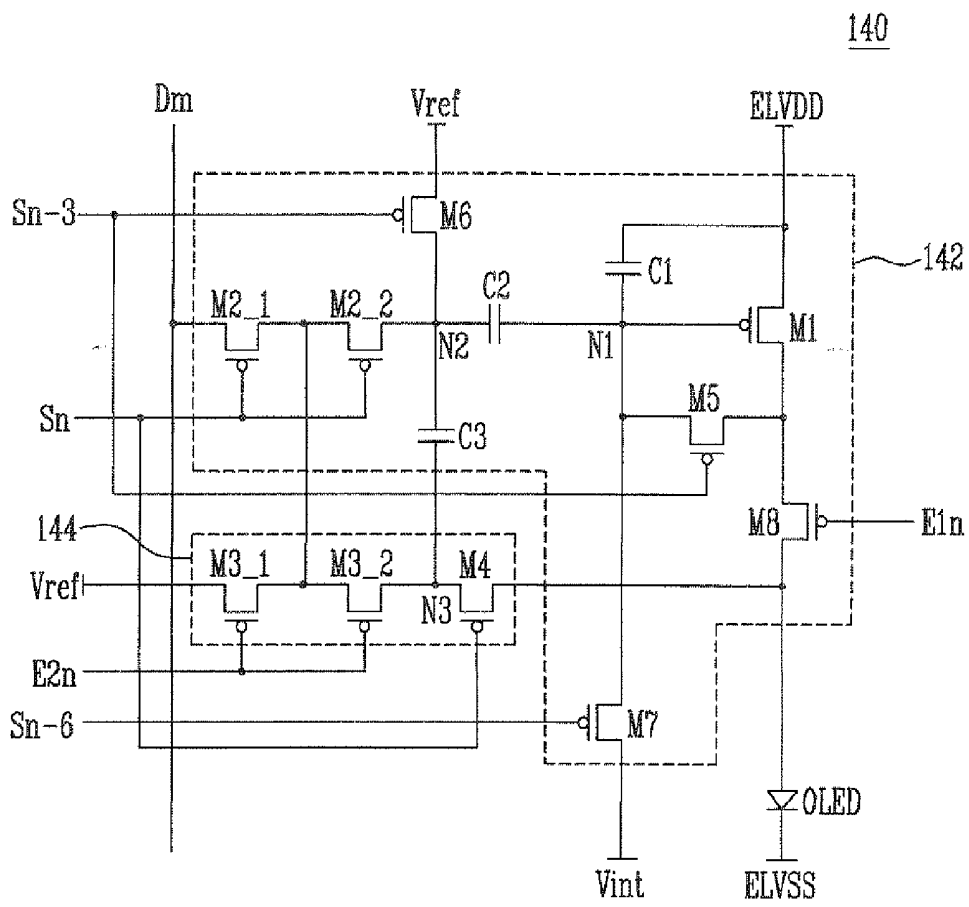 140
Dm
Vref
ELVDD
Sn-3
M6
142
C1
C2
M2_1
M2_2
M1
N2
N1
M5
Sn
C3
M8
E1n
144
M3_1
M3_2
M4
Vref
N3
E2n
Sn-6
M7
OLED
Vint
ELVSS